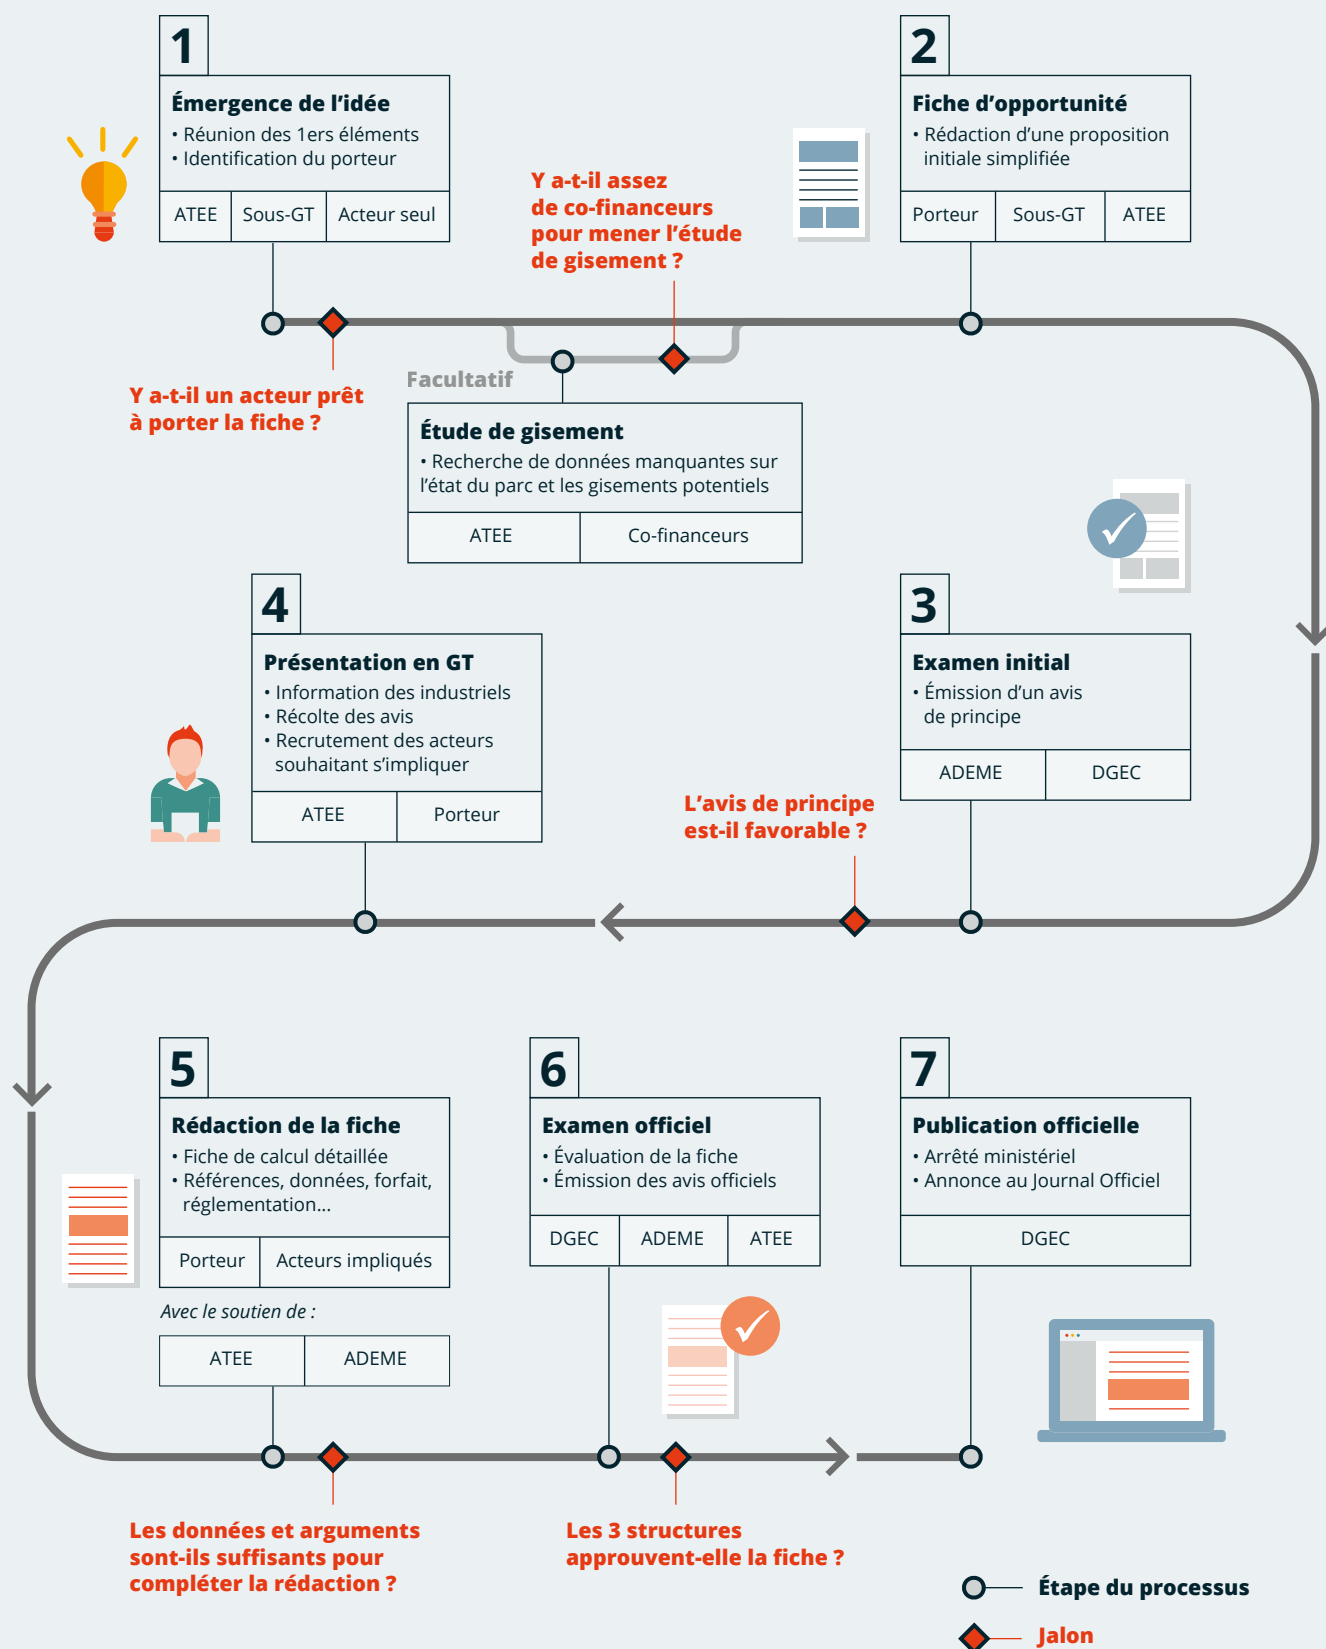 1
Émergence de l’idée
• Réunion des 1ers éléments
• Identification du porteur
ATEE Sous-GT Acteur seul
Y a-t-il assez
de co-financeurs
pour mener l’étude
de gisement ?
2
Fiche d’opportunité
• Rédaction d’une proposition
initiale simplifiée
Porteur Sous-GT ATEE
Y a-t-il un acteur prêt
à porter la fiche ?
Facultatif
Étude de gisement
• Recherche de données manquantes sur
l’état du parc et les gisements potentiels
ATEE Co-financeurs
3
Examen initial
• Émission d’un avis
de principe
ADEME DGEC
L’avis de principe
est-il favorable ?
4
Présentation en GT
• Information des industriels
• Récolte des avis
• Recrutement des acteurs
souhaitant s’impliquer
ATEE Porteur
5
Rédaction de la fiche
• Fiche de calcul détaillée
• Références, données, forfait,
réglementation...
Porteur Acteurs impliqués
Avec le soutien de :
ATEE ADEME
Les données et arguments
sont-ils suffisants pour
compléter la rédaction ?
6
Examen officiel
• Évaluation de la fiche
• Émission des avis officiels
DGEC ADEME ATEE
Les 3 structures
approuvent-elle la fiche ?
7
Publication officielle
• Arrêté ministériel
• Annonce au Journal Officiel
DGEC
Étape du processus
Jalon